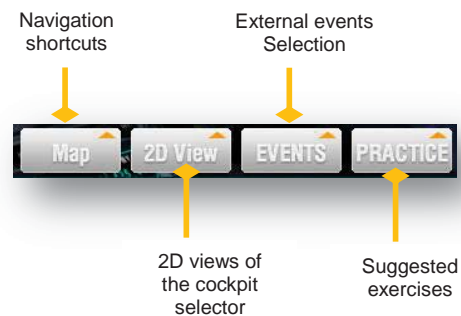 Navigation
shortcuts
External events
Selection
Map
2D View
EVENTS
PRACTICE
2D views of
the cockpit
selector
Suggested
exercises